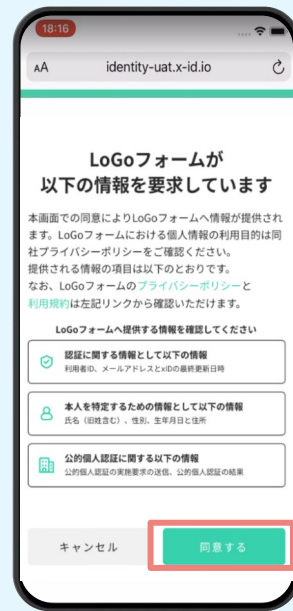 18:16
AA
identity-uat.x-id.io
LoGoフォームが
以下の情報を要求しています
本画面での同意によりLoGoフォームへ情報が提供され
ます。LoGoフォームにおける個人情報の利用目的は同
社プライバシーポリシーをご確認ください。
提供される情報の項目は以下のとおりです。
なお、LoGoフォームのプライバシーポリシーと
利用規約は左記リンクから確認いただけます。
LoGoフォームへ提供する情報を確認してください
認証に関する情報として以下の情報
利用者ID、メールアドレスとxIDの最終更新日時
本人を特定するための情報として以下の情報
氏名（旧姓含む）、性別、生年月日と住所
公的個人認証に関する以下の情報
公的個人認証の実施要求の送信、公的個人認証の結果
キャンセル
同意する